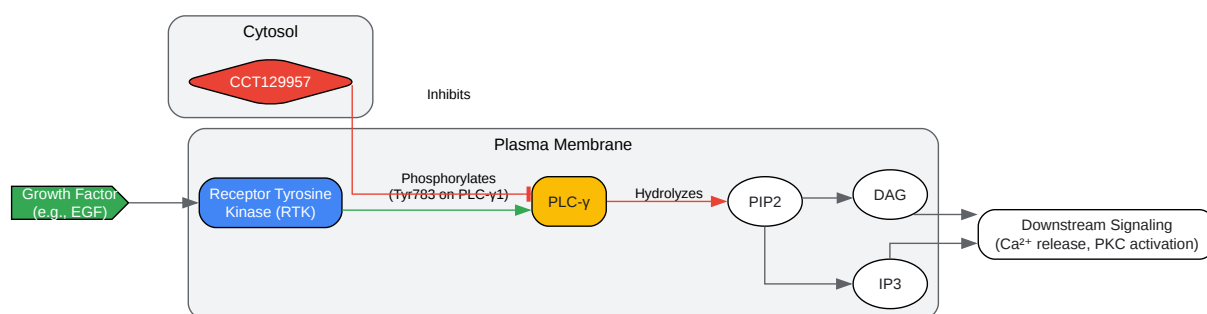 Cytosol
CCT129957
Inhibits
Plasma Membrane
Growth Factor
(e.g., EGF)
Receptor Tyrosine
Kinase (RTK)
Phosphorylates
(Tyr783 on PLC-γ1)
PLC-γ
Hydrolyzes
PIP2
DAG
IP3
Downstream Signaling
(Ca²⁺ release, PKC activation)